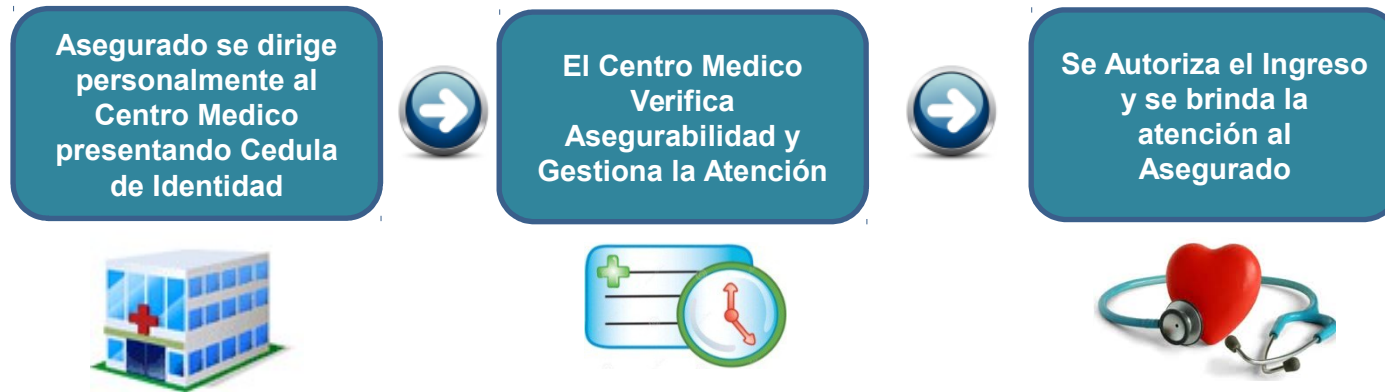 Asegurado se dirige
personalmente al
Centro Medico
presentando Cedula
de Identidad
El Centro Medico
Verifica
Asegurabilidad y
Gestiona la Atención
Se Autoriza el Ingreso
y se brinda la
atención al
Asegurado